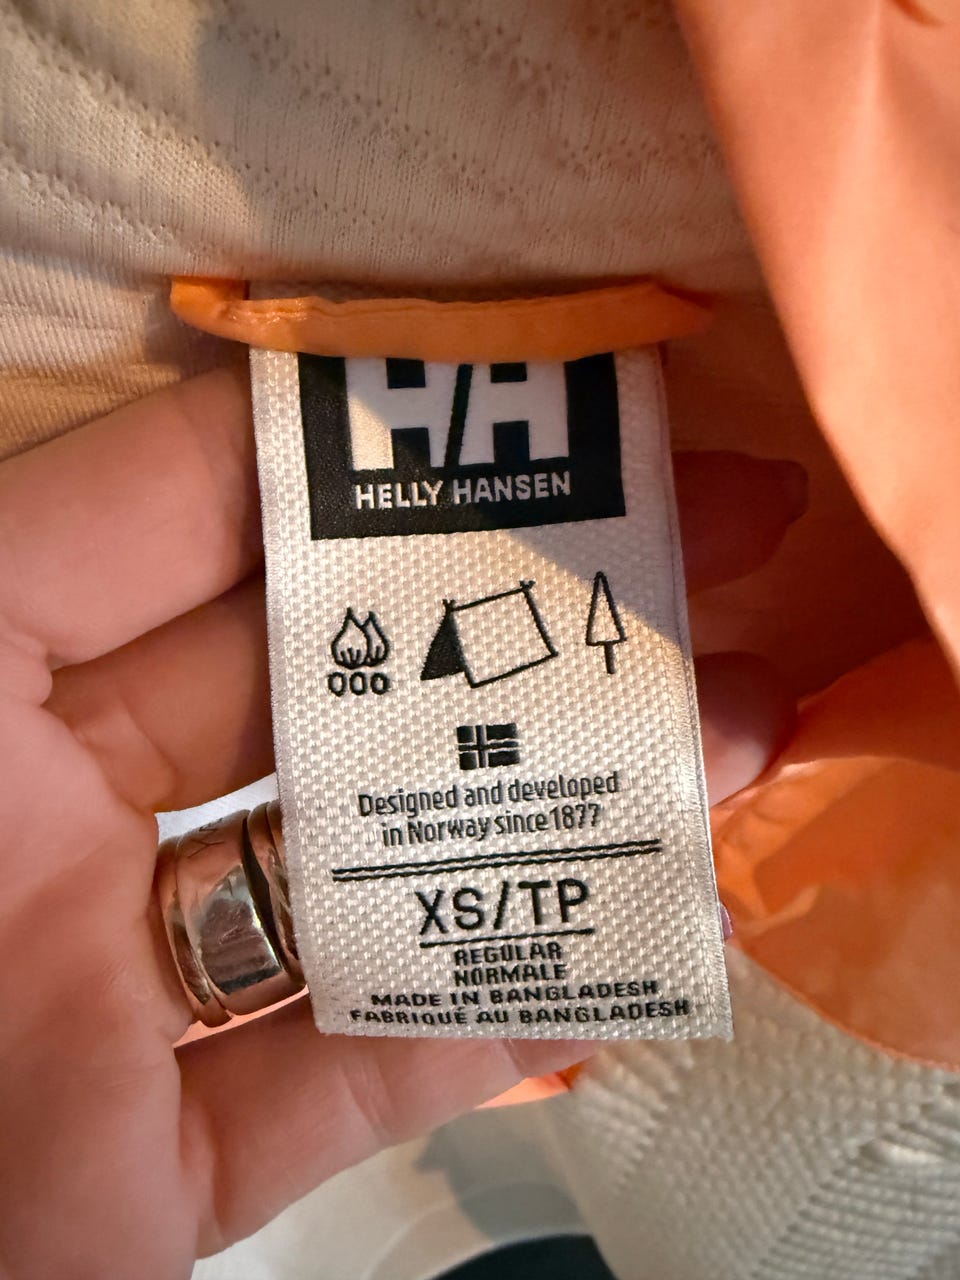 HH
HELLY HANSEN
Designed and developed
in Norway since 1877
XS/TP
REGULAR
NORMALE
MADE IN BANGLADESH
FABRIQUÉ AU BANGLADESH